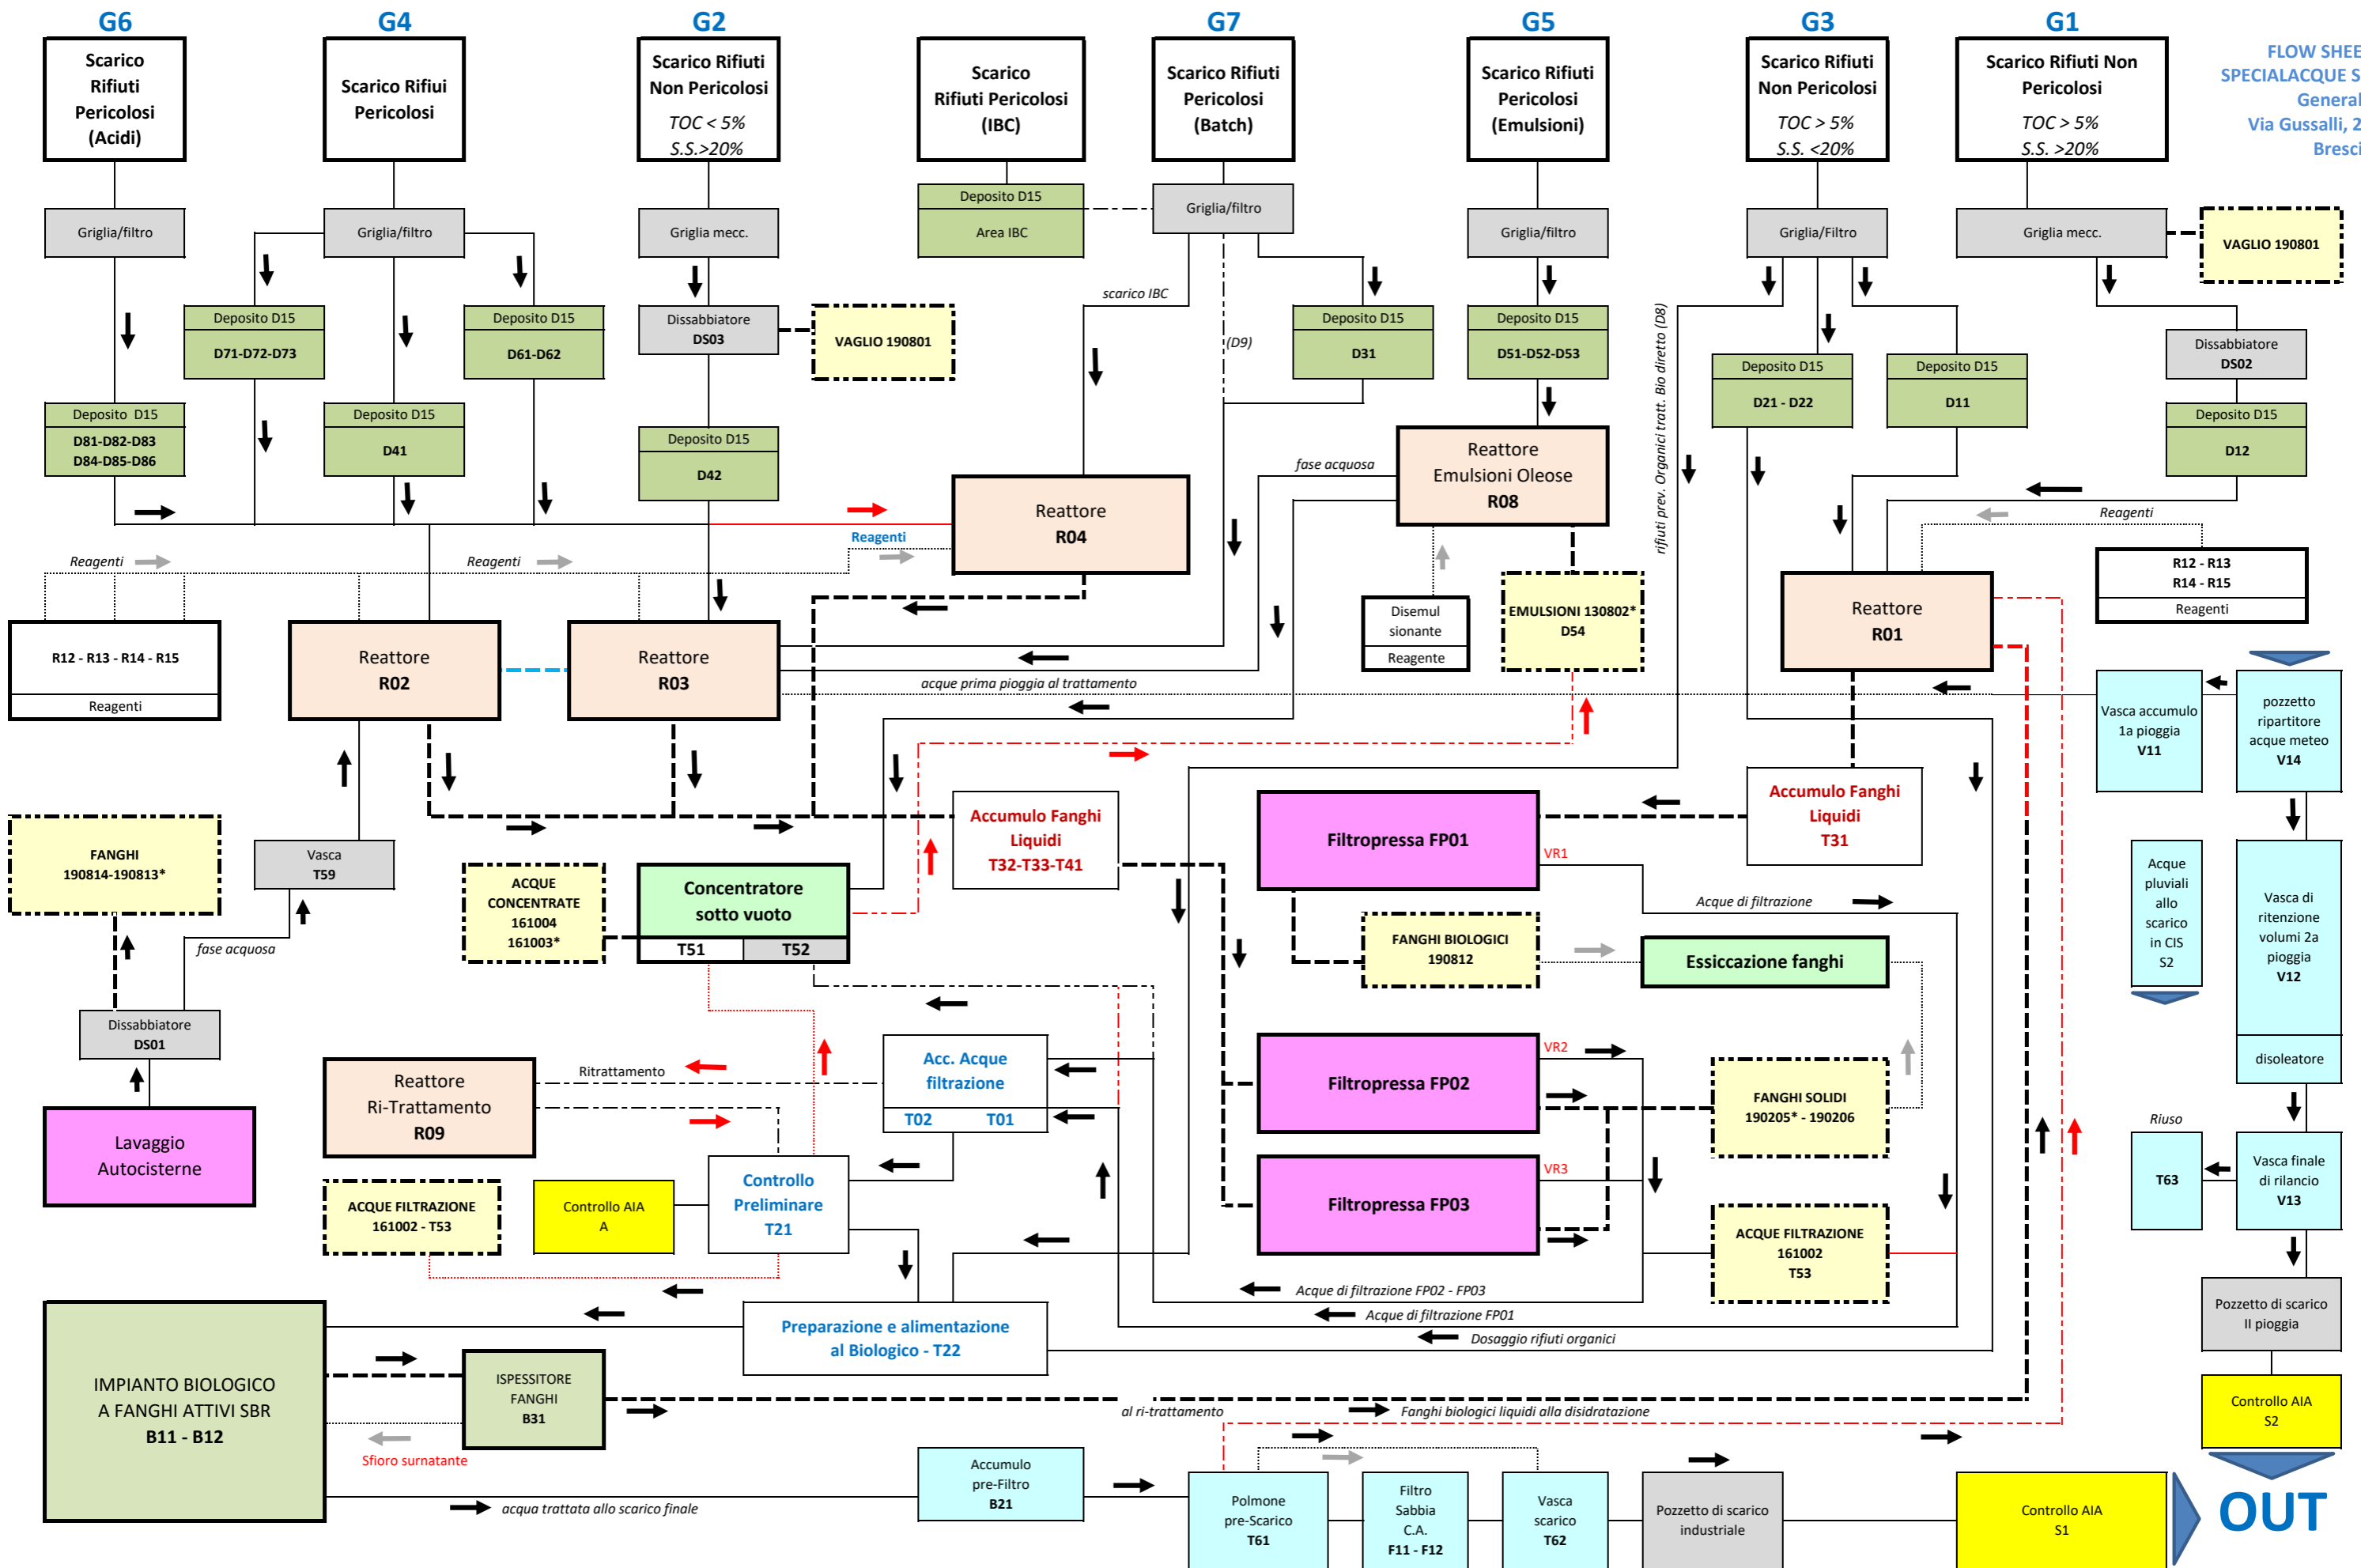 G6
G4
G2
G7
G5
G3
G1
Scarico
Rifiuti
Pericolosi
(Acidi)
Scarico Rifiui
Pericolosi
Scarico Rifiuti
Non Pericolosi
TOC < 5%
S.S.>20%
Scarico
Rifiuti Pericolosi
(IBC)
Scarico Rifiuti
Pericolosi
(Batch)
Scarico Rifiuti
Pericolosi
(Emulsioni)
Scarico Rifiuti
Non Pericolosi
TOC > 5%
S.S. <20%
Scarico Rifiuti Non
Pericolosi
TOC > 5%
S.S. >20%
FLOW SHEE
SPECIALACQUE S
General
Via Gussalli, 2
Bresci
Griglia/filtro
Griglia/filtro
Griglia mecc.
Deposito D15
Area IBC
Griglia/filtro
Griglia/filtro
Griglia/Filtro
Griglia mecc.
VAGLIO 190801
scarico IBC
(D9)
rifiuti prev. Organici tratt. Bio diretto (D8)
Deposito D15
D71-D72-D73
Deposito D15
D61-D62
Dissabbiatore
DS03
VAGLIO 190801
Deposito D15
D31
Deposito D15
D51-D52-D53
Deposito D15
D21 - D22
Deposito D15
D11
Dissabbiatore
DS02
Deposito D15
D81-D82-D83
D84-D85-D86
Deposito D15
D41
Deposito D15
D42
Deposito D15
D12
fase acquosa
Reattore
Emulsioni Oleose
R08
Reattore
R04
Reagenti
Reagenti
Reagenti
Reagenti
R12 - R13
R14 - R15
Reagenti
R12 - R13 - R14 - R15
Reagenti
Reattore
R02
Reattore
R03
Disemul
sionante
Reagente
EMULSIONI 130802*
D54
Reattore
R01
acque prima pioggia al trattamento
Vasca accumulo
1a pioggia
V11
pozzetto
ripartitore
acque meteo
V14
FANGHI
190814-190813*
Vasca
T59
ACQUE
CONCENTRATE
161004
161003*
Concentratore
sotto vuoto
T51
T52
Accumulo Fanghi
Liquidi
T32-T33-T41
Filtropressa FP01
VR1
Accumulo Fanghi
Liquidi
T31
Acque
pluviali
allo
scarico
in CIS
S2
Vasca di
ritenzione
volumi 2a
pioggia
V12
disoleatore
fase acquosa
Acque di filtrazione
FANGHI BIOLOGICI
190812
Essiccazione fanghi
Dissabbiatore
DS01
Reattore
Ri-Trattamento
R09
Ritrattamento
Acc. Acque
filtrazione
T02
T01
Filtropressa FP02
VR2
FANGHI SOLIDI
190205* - 190206
Lavaggio
Autocisterne
Riuso
T63
Vasca finale
di rilancio
V13
ACQUE FILTRAZIONE
161002 - T53
Controllo AIA
A
Controllo
Preliminare
T21
Filtropressa FP03
VR3
ACQUE FILTRAZIONE
161002
T53
Acque di filtrazione FP02 - FP03
Acque di filtrazione FP01
Dosaggio rifiuti organici
Pozzetto di scarico
II pioggia
Preparazione e alimentazione
al Biologico - T22
IMPIANTO BIOLOGICO
A FANGHI ATTIVI SBR
B11 - B12
ISPESSITORE
FANGHI
B31
al ri-trattamento
Fanghi biologici liquidi alla disidratazione
Controllo AIA
S2
Sfioro surnatante
acqua trattata allo scarico finale
Accumulo
pre-Filtro
B21
Polmone
pre-Scarico
T61
Filtro
Sabbia
C.A.
F11 - F12
Vasca
scarico
T62
Pozzetto di scarico
industriale
Controllo AIA
S1
OUT